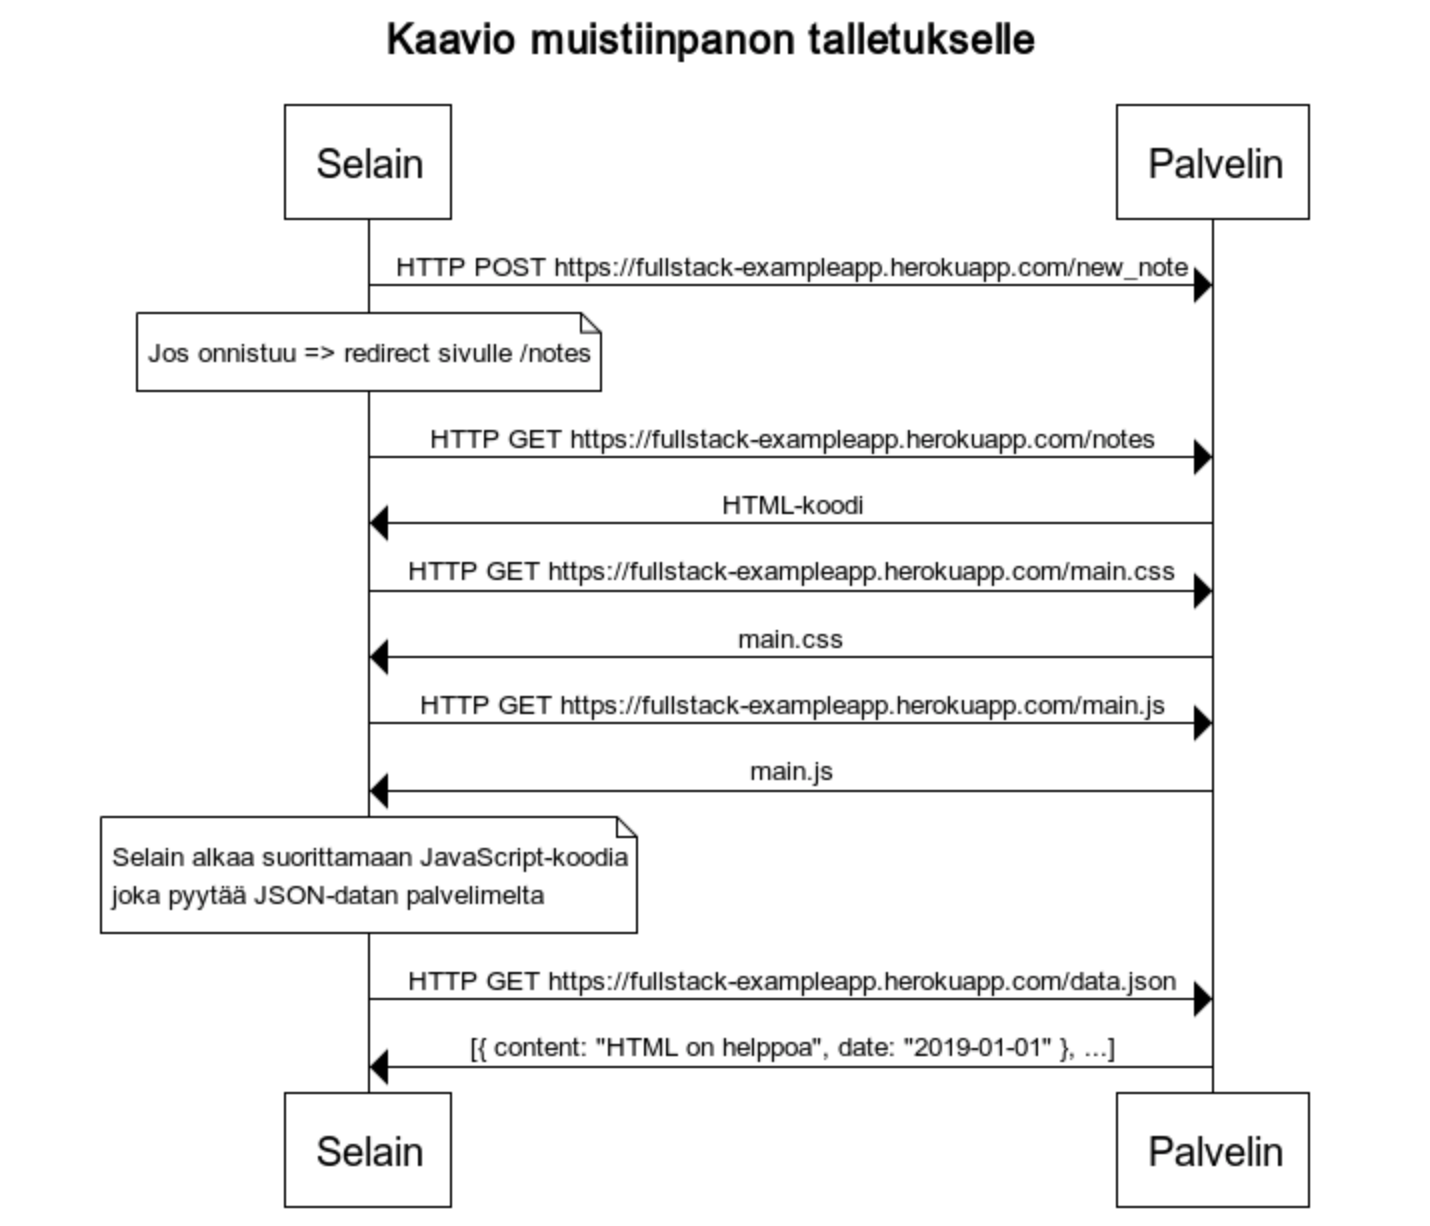 Kaavio muistiinpanon talletukselle
Selain
Palvelin
HTTP POST https://fullstack-exampleapp.herokuapp.com/new_note
Jos onnistuu => redirect sivulle /notes
HTTP GET https://fullstack-exampleapp.herokuapp.com/notes
HTML-koodi
HTTP GET https://fullstack-exampleapp.herokuapp.com/main.css
main.css
HTTP GET https://fullstack-exampleapp.herokuapp.com/main.js
main.js
Selain alkaa suorittamaan JavaScript-koodia
joka pyytää JSON-datan palvelimelta
HTTP GET https://fullstack-exampleapp.herokuapp.com/data.json
[{ content: "HTML on helppoa", date: "2019-01-01" }, ...]
Selain
Palvelin